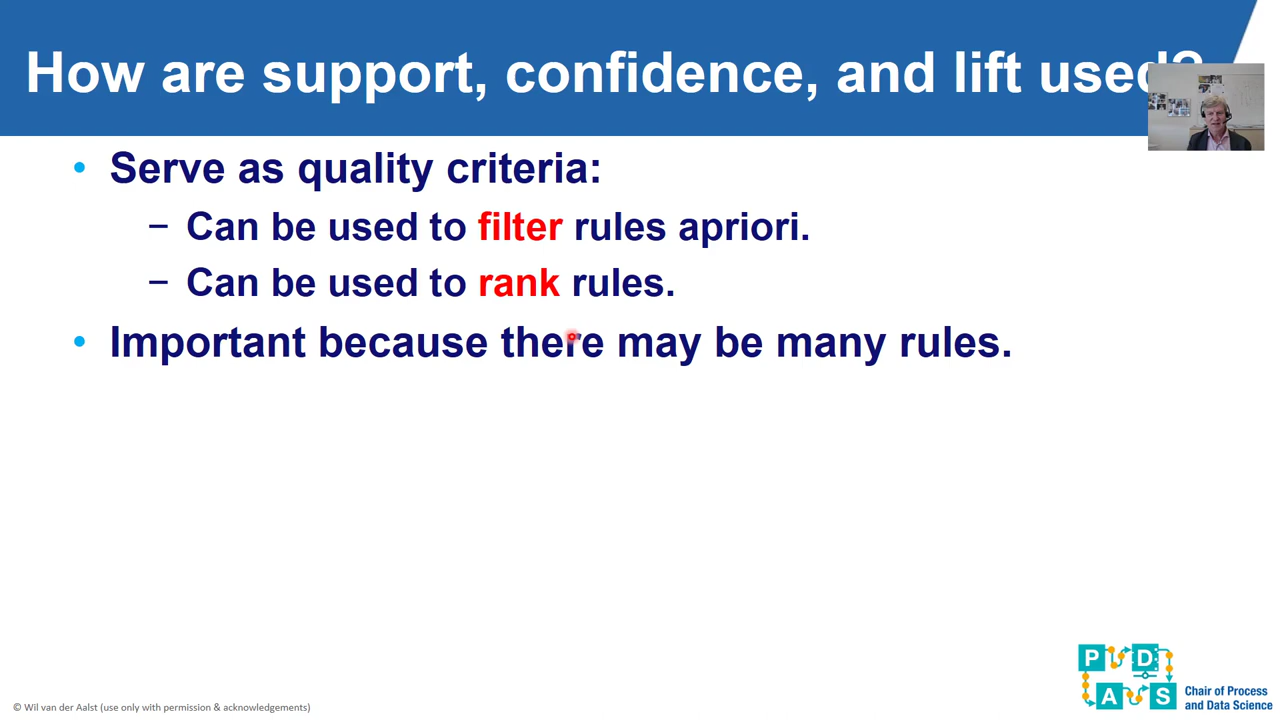 How are support, confidence, and lift used?
• Serve as quality criteria:
– Can be used to filter rules apriori.
– Can be used to rank rules.
• Important because there may be many rules.
P D
A S
Chair of Process
and Data Science
© Wil van der Aalst (use only with permission & acknowledgements)